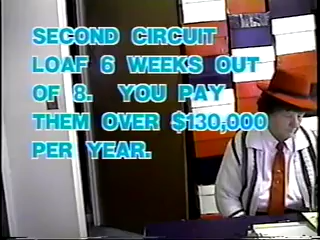 SECOND CIRCUIT
LOAF 6 WEEKS OUT
OF 8. YOU PAY
THEM OVER $130,000
PER YEAR.